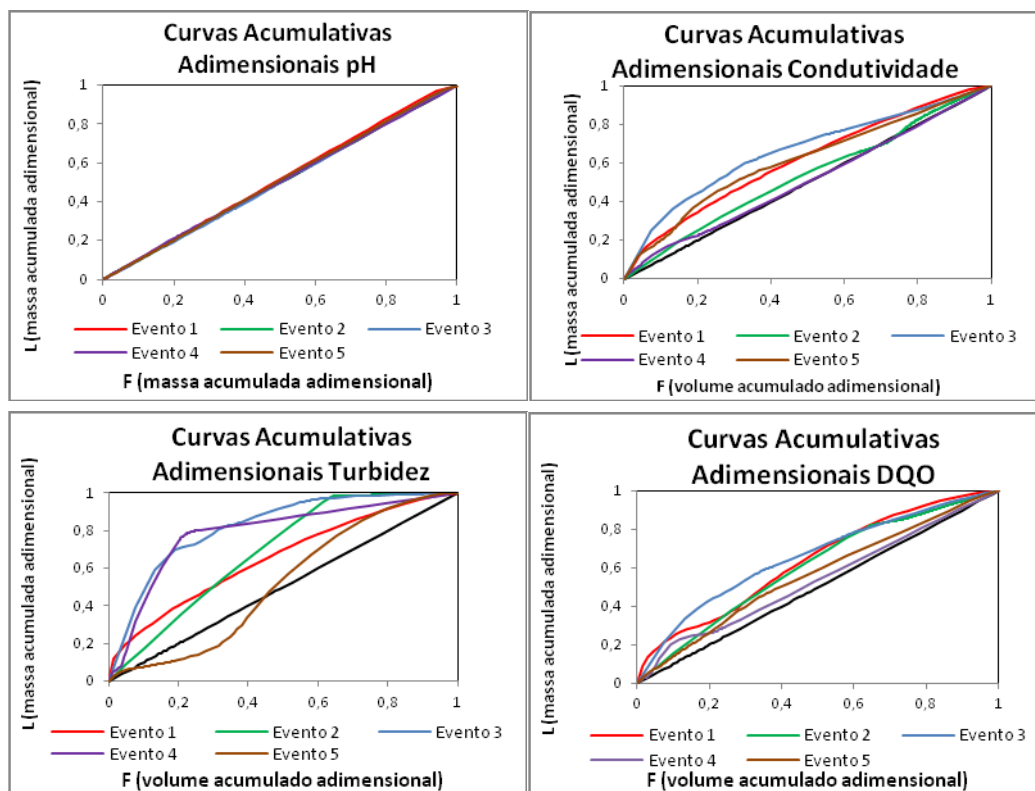 Curvas Acumulativas
Adimensionais pH
L (massa acumulada adimensional)
1
0,8
0,6
0,4
0,2
0
0 0,2 0,4 0,6 0,8 1
Evento 1 Evento 2 Evento 3
Evento 4 Evento 5
F (massa acumulada adimensional)
Curvas Acumulativas
Adimensionais Condutividade
L (massa acumulada adimensional)
1
0,8
0,6
0,4
0,2
0
0 0,2 0,4 0,6 0,8 1
Evento 1 Evento 2 Evento 3
Evento 4 Evento 5
F (volume acumulado adimensional)
Curvas Acumulativas
Adimensionais Turbidez
L (massa acumulada adimensional)
1
0,8
0,6
0,4
0,2
0
0 0,2 0,4 0,6 0,8 1
Evento 1 Evento 2 Evento 3
Evento 4 Evento 5
F (volume acumulado adimensional)
Curvas Acumulativas
Adimensionais DQO
L (massa acumulada adimensional)
1
0,8
0,6
0,4
0,2
0
0 0,2 0,4 0,6 0,8 1
Evento 1 Evento 2 Evento 3
Evento 4 Evento 5
F (volume acumulado adimensional)